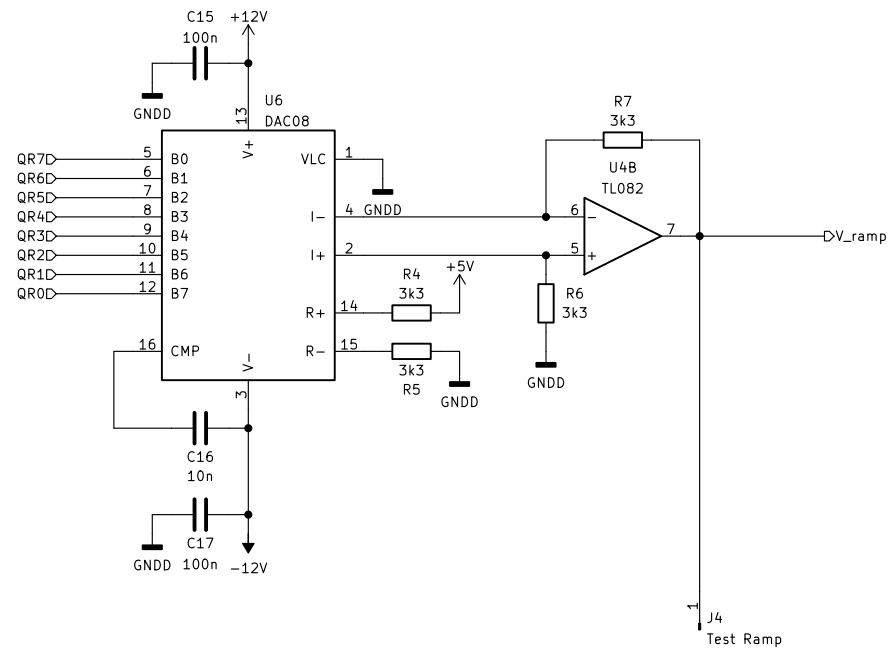 C15
100n
+12V
GNDD
13
U6
DAC08
V+
QR7
5
B0
QR6
6
B1
QR5
7
B2
QR4
8
B3
QR3
9
B4
QR2
10
B5
QR1
11
B6
QR0
12
B7
16
CMP
VLC
1
GNDD
I-
4
I+
2
R+
14
R-
15
V-
3
R4
3k3
+5V
3k3
R5
GNDD
R7
3k3
U4B
TL082
6
-
5
+
7
R6
3k3
GNDD
V_ramp
C16
10n
C17
100n
GNDD
-12V
1
J4
Test Ramp